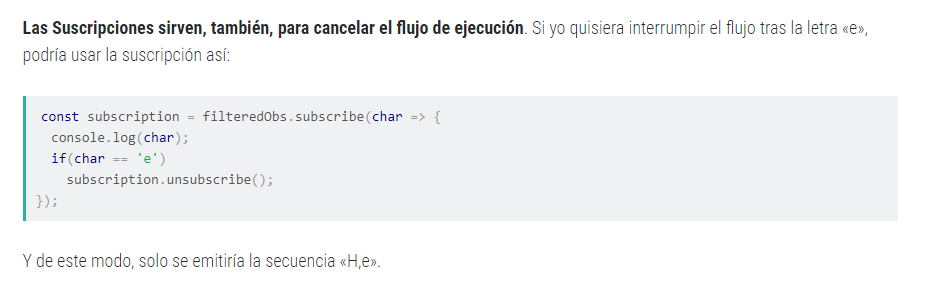 Las Suscripciones sirven, también, para cancelar el flujo de ejecución. Si yo quisiera interrumpir el flujo tras la letra «e»,
podría usar la suscripción así:
const subscription = filteredObs.subscribe(char => {
  console.log(char);
  if(char == 'e')
    subscription.unsubscribe();
});
Y de este modo, solo se emitiría la secuencia «H,e».